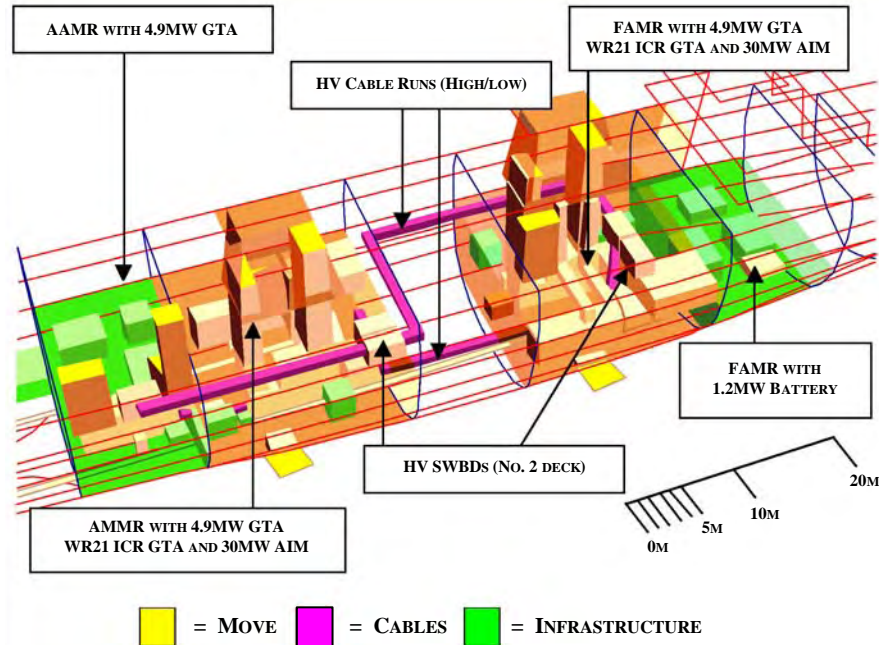 AAMR WITH 4.9MW GTA
FAMR WITH 4.9MW GTA
WR21 ICR GTA AND 30MW AIM
HV CABLE RUNS (HIGH/LOW)
FAMR WITH
1.2MW BATTERY
HV SWBDS (NO. 2 DECK)
AMMR WITH 4.9MW GTA
WR21 ICR GTA AND 30MW AIM
0M
5M
10M
20M
= MOVE
= CABLES
= INFRASTRUCTURE